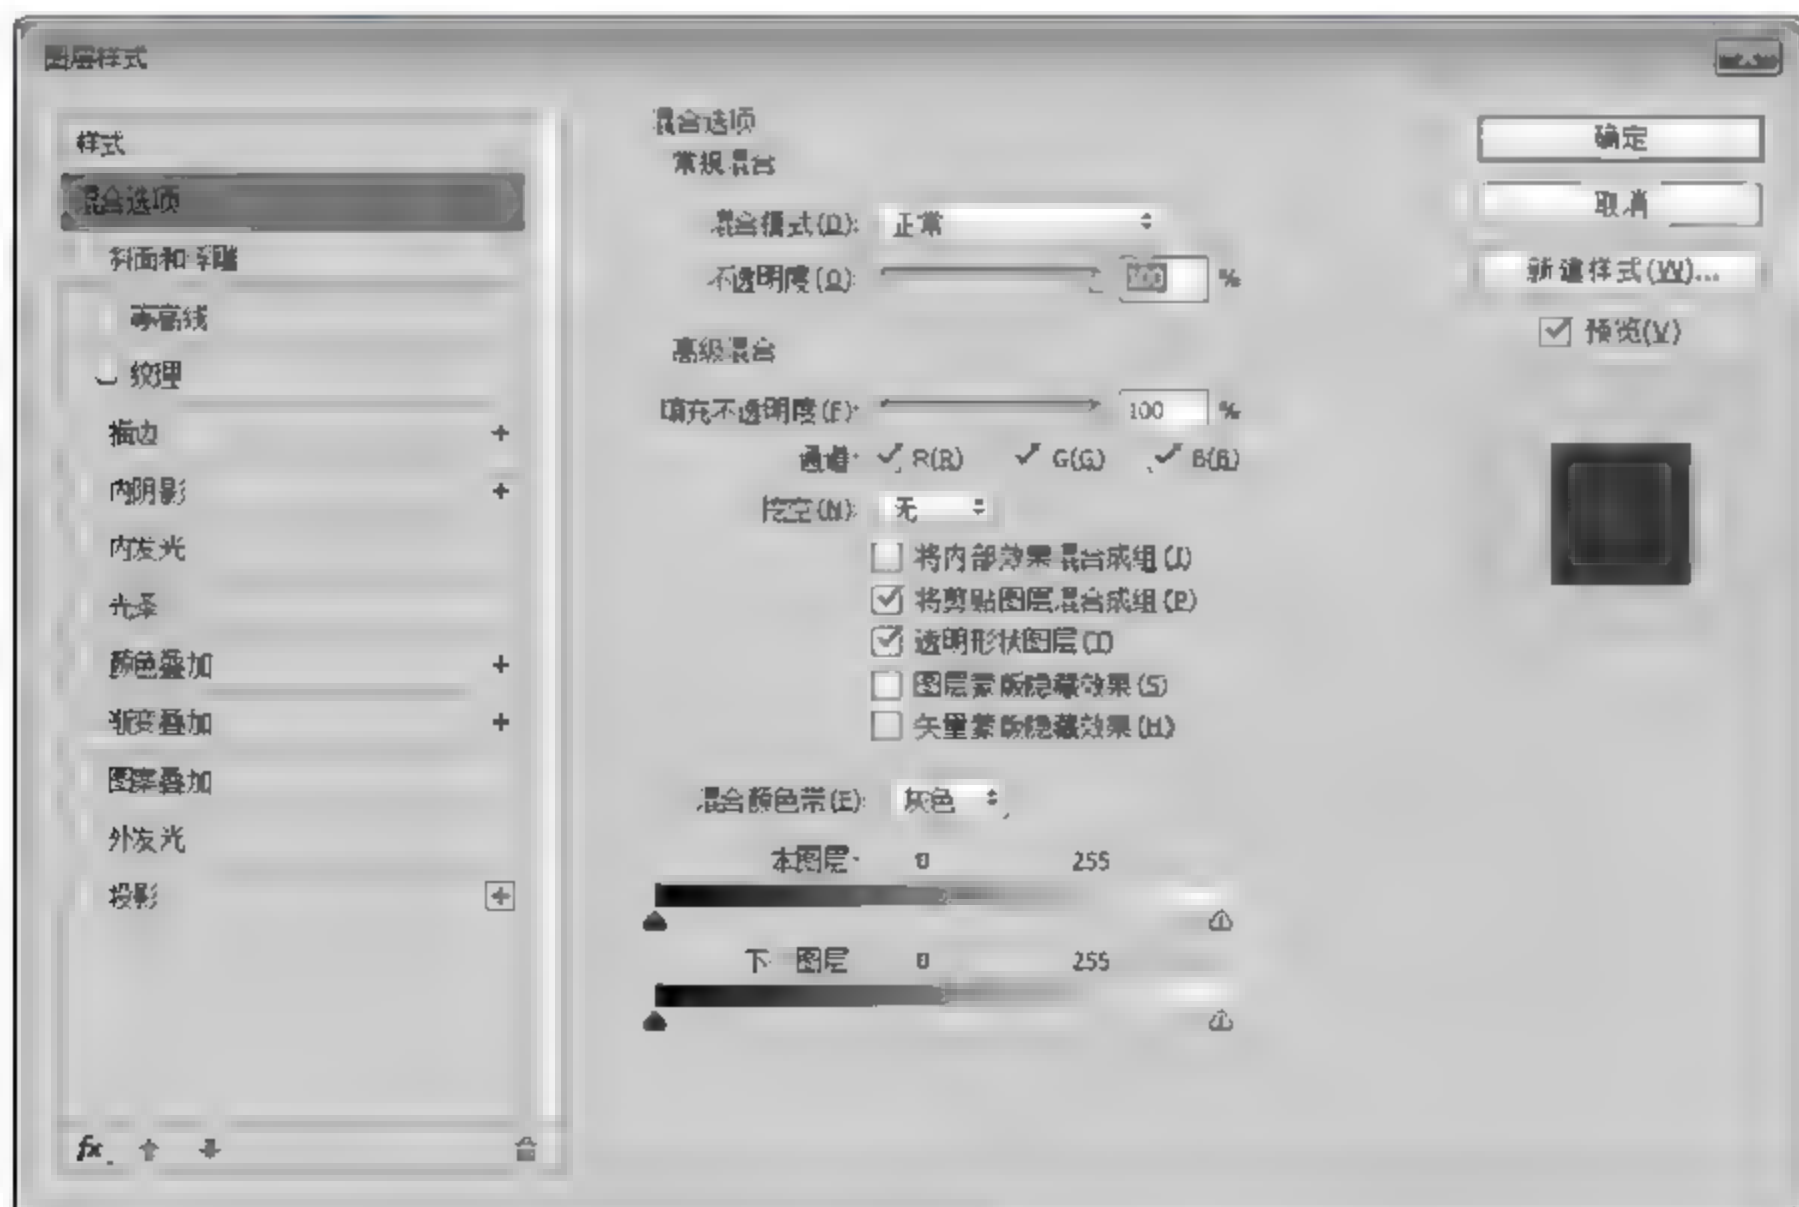 图层样式
样式
混合选项
斜面和浮雕
等高线
纹理
描边
内阴影
内发光
光泽
颜色叠加
渐变叠加
图案叠加
外发光
投影
fx
混合选项
常规混合
混合模式(D): 正常
不透明度(O): 100 %
高级混合
填充不透明度(F): 100 %
通道: R(R) G(G) B(B)
挖空(N): 无
将内部效果混合成组(I)
将剪贴图层混合成组(P)
透明形状图层(T)
图层蒙版隐藏效果(S)
矢量蒙版隐藏效果(H)
混合颜色带(E): 灰色
本图层: 0 255
下一图层 0 255
确定
取消
新建样式(W)...
预览(V)